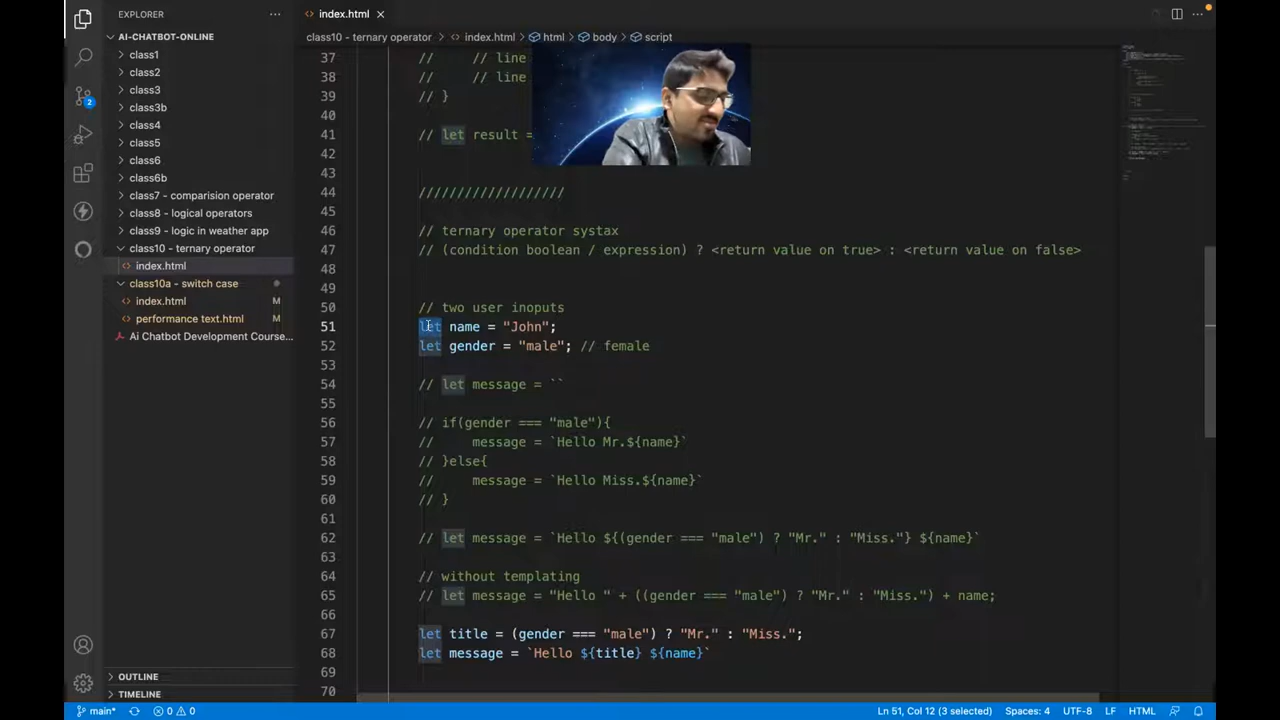 EXPLORER
AI-CHATBOT-ONLINE
class1
class2
class3
class3b
class4
class5
class6
class6b
class7 - comparision operator
class8 - logical operators
class9 - logic in weather app
class10 - ternary operator
index.html
class10a - switch case
index.html M
performance text.html M
Ai Chatbot Development Course...
OUTLINE
TIMELINE
2
index.html
class10 - ternary operator > index.html > html > body > script
37 // // line
38 // // line
39 // }
40
41 // let result =
42
43
44 ///////////////////
45
46 // ternary operator systax
47 // (condition boolean / expression) ? <return value on true> : <return value on false>
48
49
50 // two user inoputs
51 let name = "John";
52 let gender = "male"; // female
53
54 // let message = ``
55
56 // if(gender === "male"){
57 // message = `Hello Mr.${name}`
58 // }else{
59 // message = `Hello Miss.${name}`
60 // }
61
62 // let message = `Hello ${(gender === "male") ? "Mr." : "Miss."} ${name}`
63
64 // without templating
65 // let message = "Hello " + ((gender === "male") ? "Mr." : "Miss.") + name;
66
67 let title = (gender === "male") ? "Mr." : "Miss.";
68 let message = `Hello ${title} ${name}`
69
70
main* 0 0 Ln 51, Col 12 (3 selected) Spaces: 4 UTF-8 LF HTML